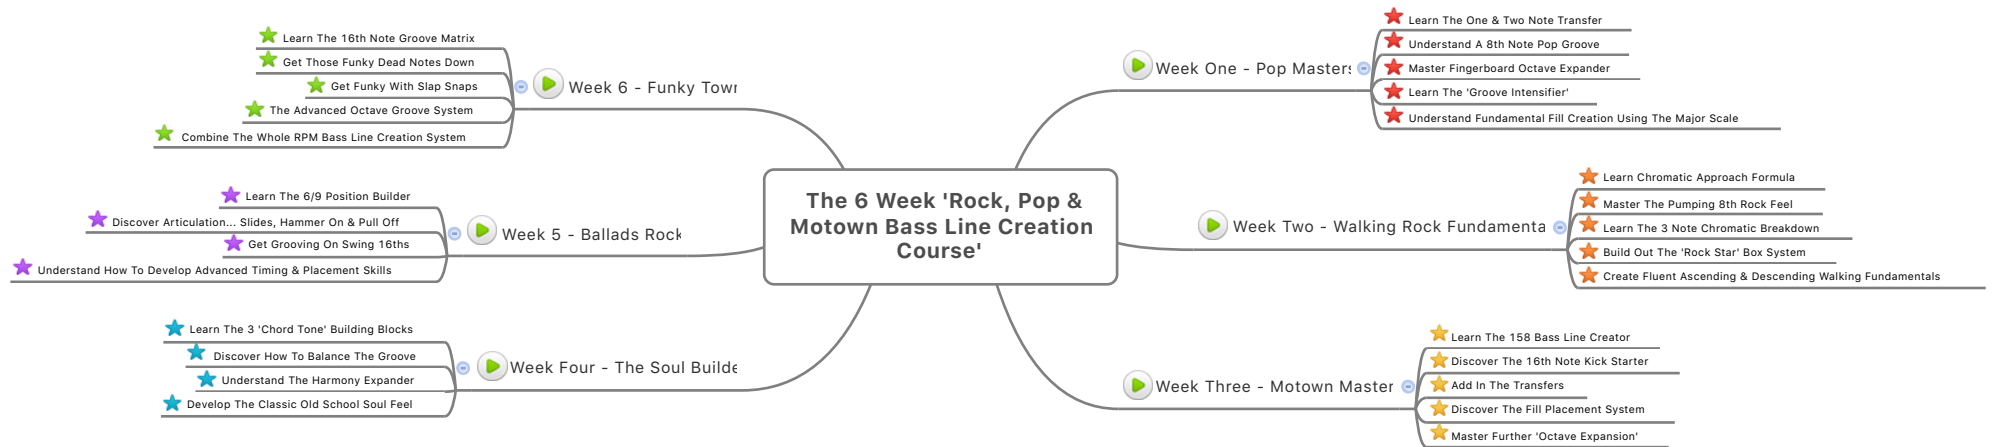 The 6 Week 'Rock, Pop &
Motown Bass Line Creation
Course'
Week One - Pop Masters
Learn The One & Two Note Transfer
Understand A 8th Note Pop Groove
Master Fingerboard Octave Expander
Learn The 'Groove Intensifier'
Understand Fundamental Fill Creation Using The Major Scale
Week Two - Walking Rock Fundamenta
Learn Chromatic Approach Formula
Master The Pumping 8th Rock Feel
Learn The 3 Note Chromatic Breakdown
Build Out The 'Rock Star' Box System
Create Fluent Ascending & Descending Walking Fundamentals
Week Three - Motown Master
Learn The 158 Bass Line Creator
Discover The 16th Note Kick Starter
Add In The Transfers
Discover The Fill Placement System
Master Further 'Octave Expansion'
Week Four - The Soul Builde
Learn The 3 'Chord Tone' Building Blocks
Discover How To Balance The Groove
Understand The Harmony Expander
Develop The Classic Old School Soul Feel
Week 5 - Ballads Rock
Learn The 6/9 Position Builder
Discover Articulation... Slides, Hammer On & Pull Off
Get Grooving On Swing 16ths
Understand How To Develop Advanced Timing & Placement Skills
Week 6 - Funky Town
Learn The 16th Note Groove Matrix
Get Those Funky Dead Notes Down
Get Funky With Slap Snaps
The Advanced Octave Groove System
Combine The Whole RPM Bass Line Creation System